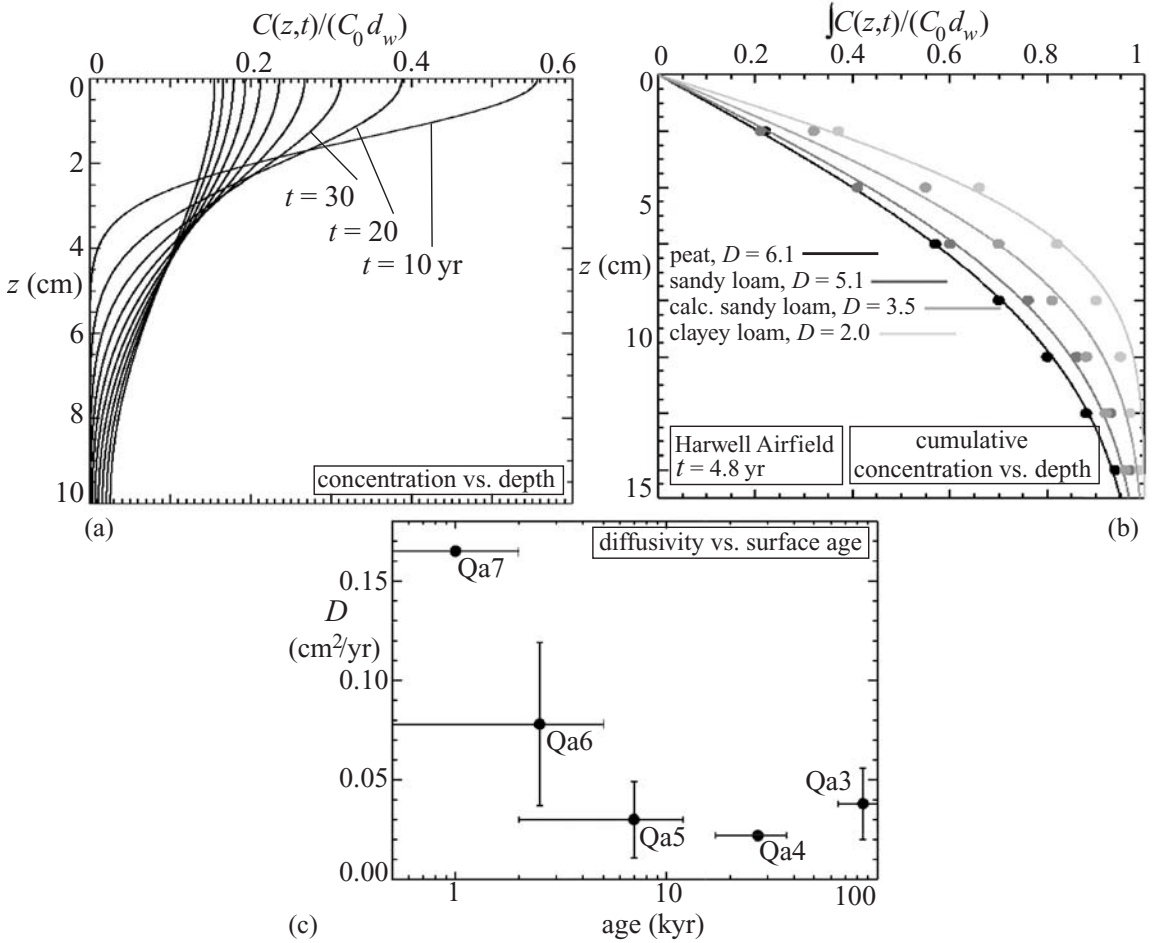 C(z,t)/(C₀ d_w)
0 0.2 0.4 0.6
0
2
4
z (cm)
6
8
10
t = 30
t = 20
t = 10 yr
concentration vs. depth
(a)
∫C(z,t)/(C₀ d_w)
0 0.2 0.4 0.6 0.8 1
0
5
z (cm)
10
15
peat, D = 6.1
sandy loam, D = 5.1
calc. sandy loam, D = 3.5
clayey loam, D = 2.0
Harwell Airfield
t = 4.8 yr
cumulative
concentration vs. depth
(b)
diffusivity vs. surface age
0.15
D
(cm²/yr)
0.10
0.05
0.00
Qa7
Qa6
Qa5
Qa4
Qa3
1 10 100
age (kyr)
(c)